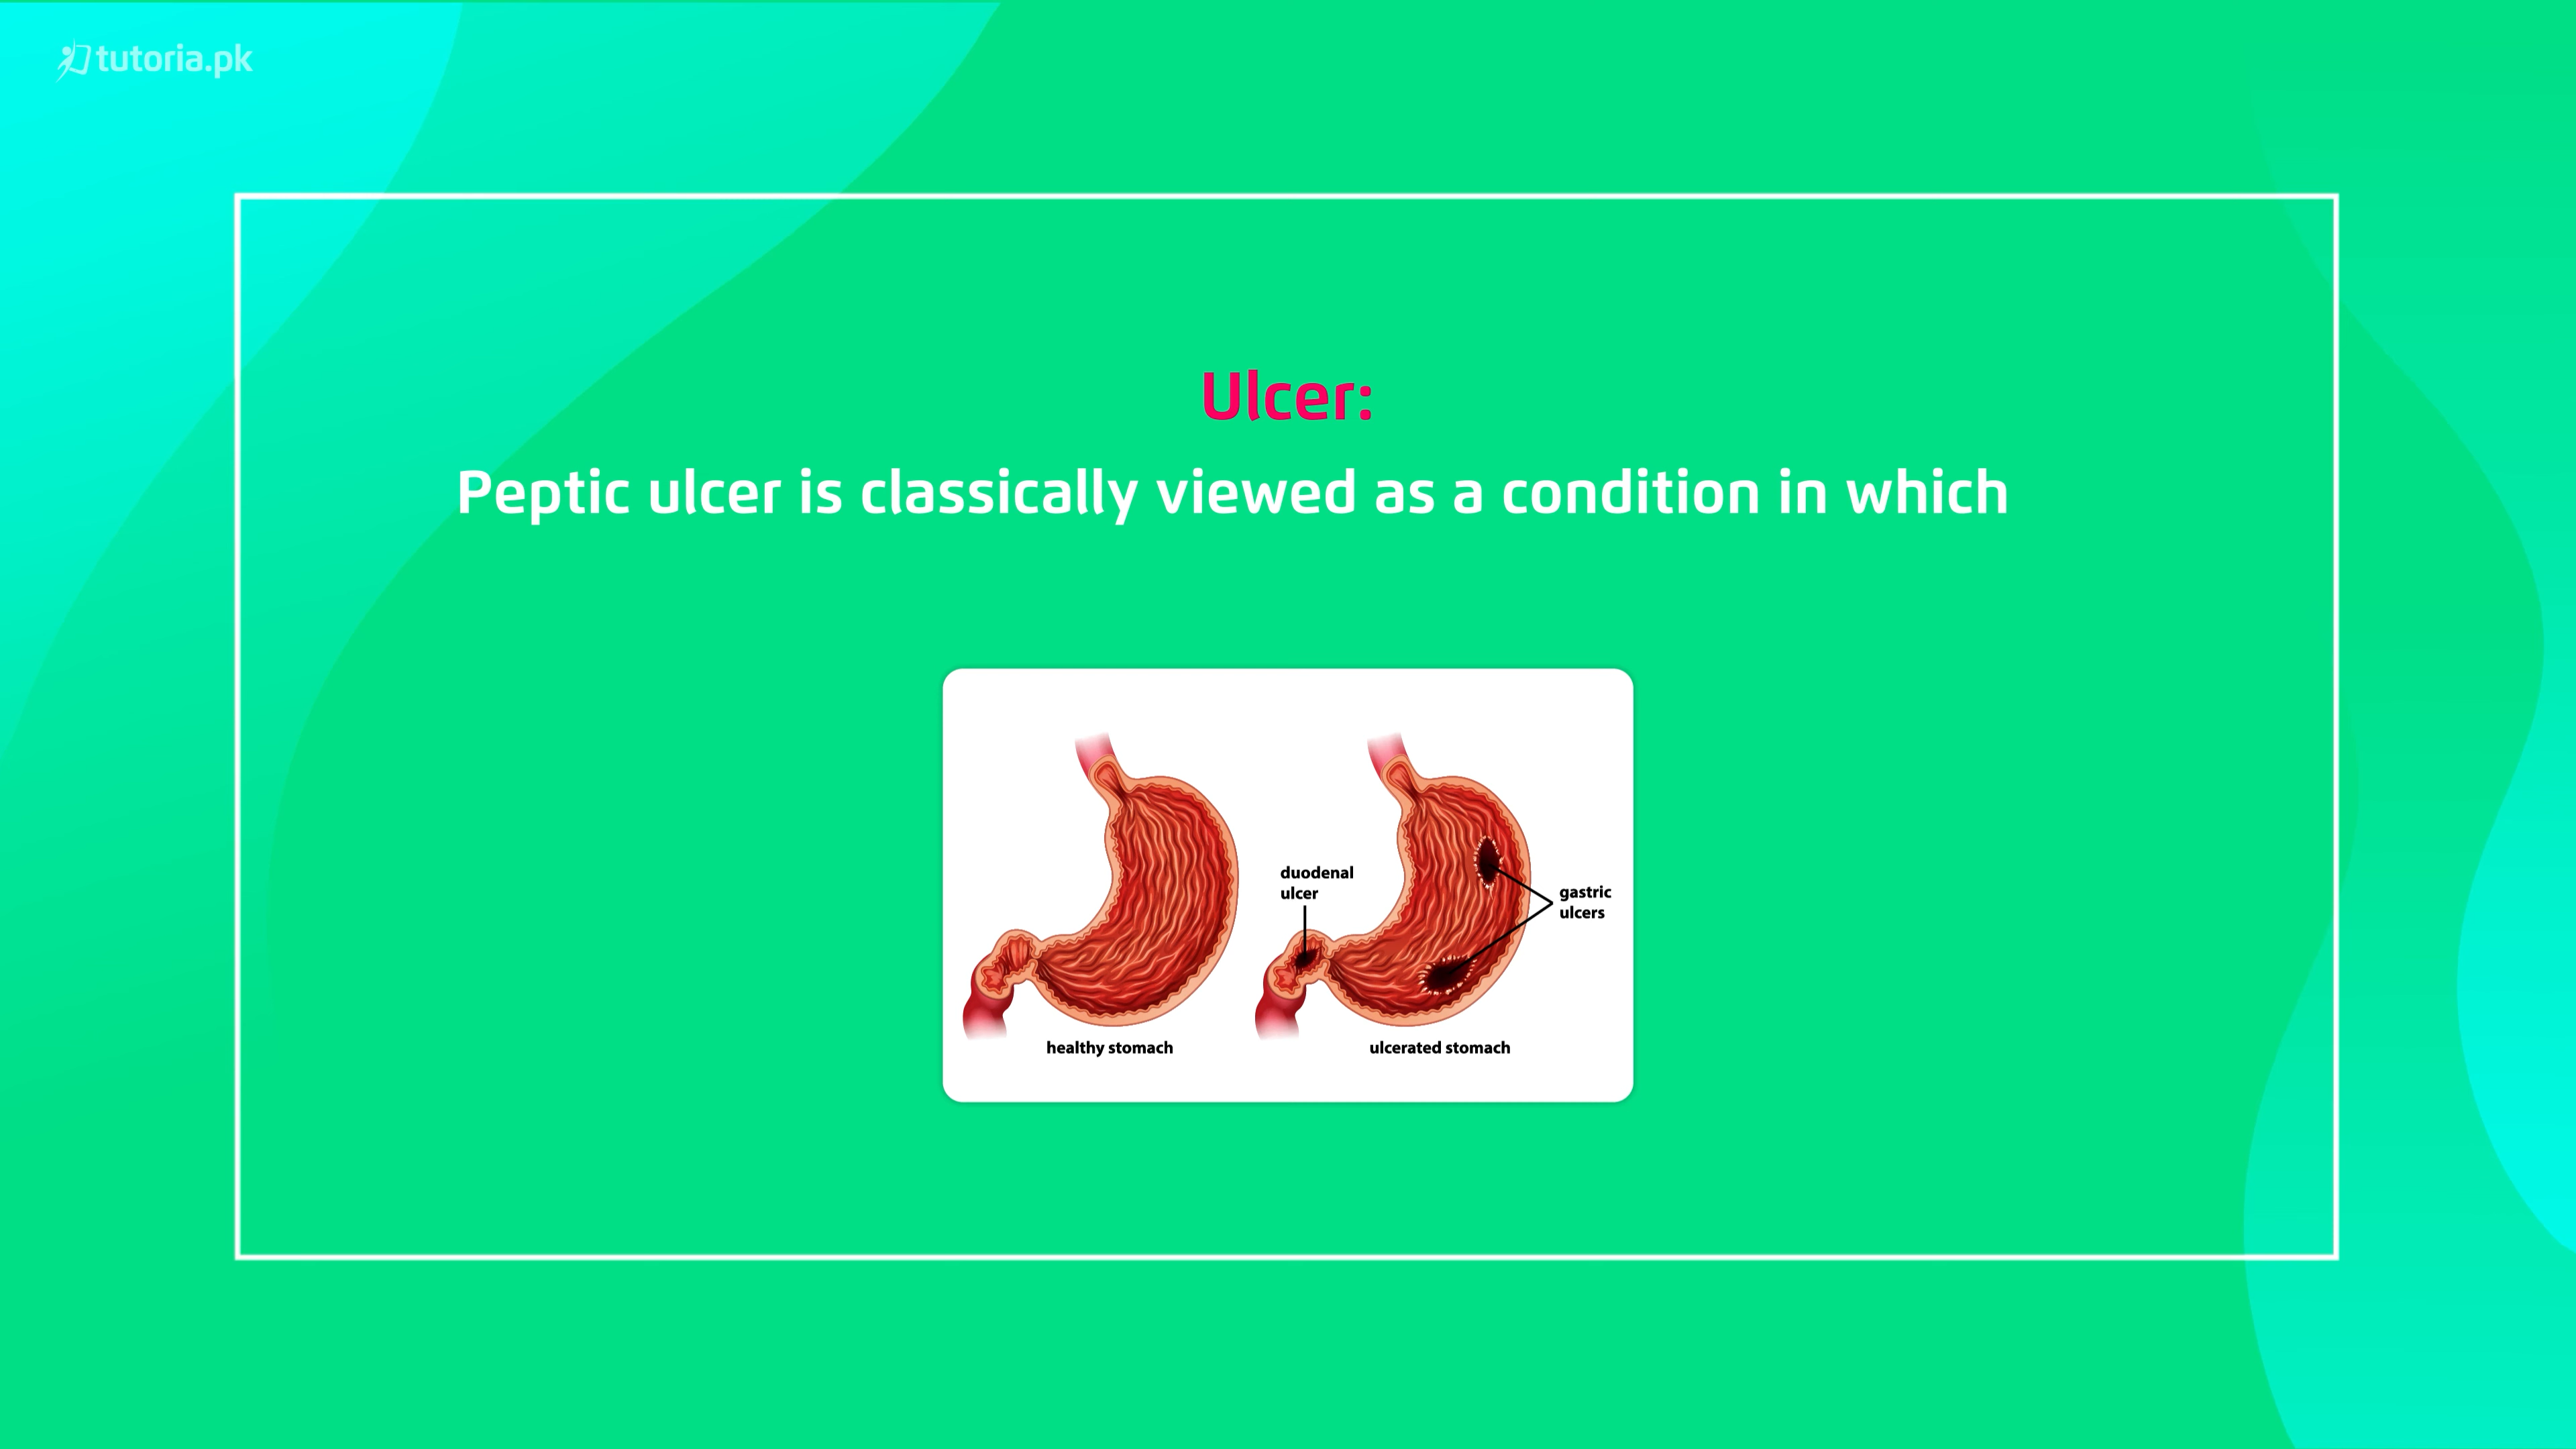 tutoria.pk
Ulcer:
Peptic ulcer is classically viewed as a condition in which
duodenal
ulcer
gastric
ulcers
healthy stomach
ulcerated stomach